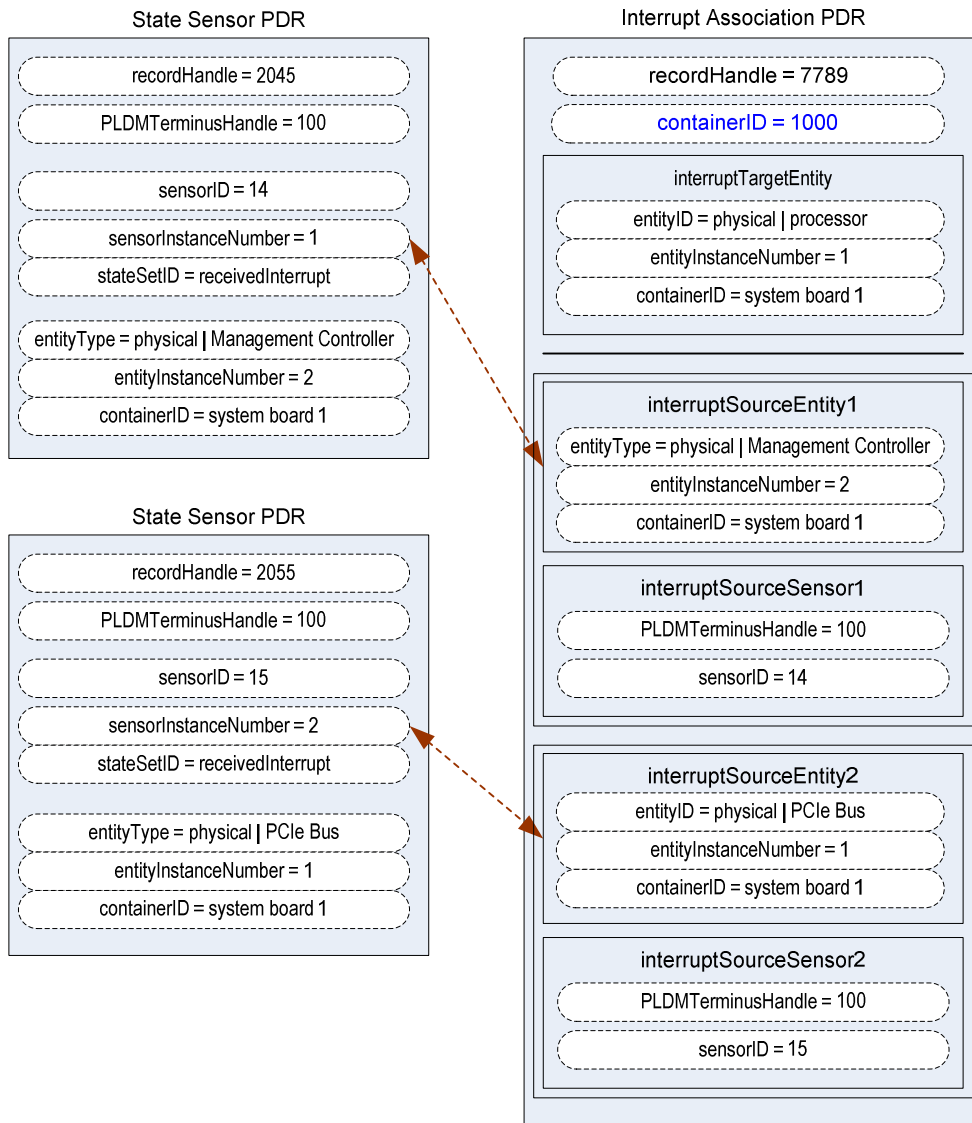 State Sensor PDR
recordHandle = 2045
PLDMTerminusHandle = 100
sensorID = 14
sensorInstanceNumber = 1
stateSetID = receivedInterrupt
entityType = physical | Management Controller
entityInstanceNumber = 2
containerID = system board 1
State Sensor PDR
recordHandle = 2055
PLDMTerminusHandle = 100
sensorID = 15
sensorInstanceNumber = 2
stateSetID = receivedInterrupt
entityType = physical | PCIe Bus
entityInstanceNumber = 1
containerID = system board 1
Interrupt Association PDR
recordHandle = 7789
containerID = 1000
interruptTargetEntity
entityID = physical | processor
entityInstanceNumber = 1
containerID = system board 1
interruptSourceEntity1
entityType = physical | Management Controller
entityInstanceNumber = 2
containerID = system board 1
interruptSourceSensor1
PLDMTerminusHandle = 100
sensorID = 14
interruptSourceEntity2
entityID = physical | PCIe Bus
entityInstanceNumber = 1
containerID = system board 1
interruptSourceSensor2
PLDMTerminusHandle = 100
sensorID = 15